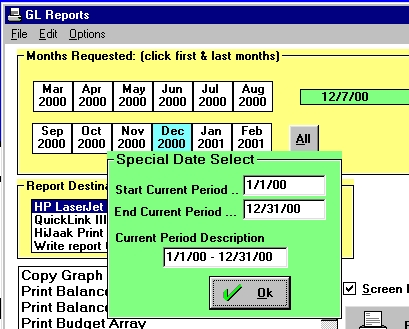 GL Reports
File Edit Options
Months Requested: (click first & last months)
Mar Apr May Jun Jul Aug
2000 2000 2000 2000 2000 2000
12/7/00
Sep Oct Nov Dec Jan Feb
2000 2000 2000 2000 2001 2001
All
Special Date Select
Start Current Period .. 1/1/00
End Current Period ... 12/31/00
Current Period Description
1/1/00 - 12/31/00
Ok
Report Destina
HP LaserJet
QuickLink III
HiJaak Print
Write report
Copy Graph
Print Balanc
Print Balanc
Print Budget Array
Screen